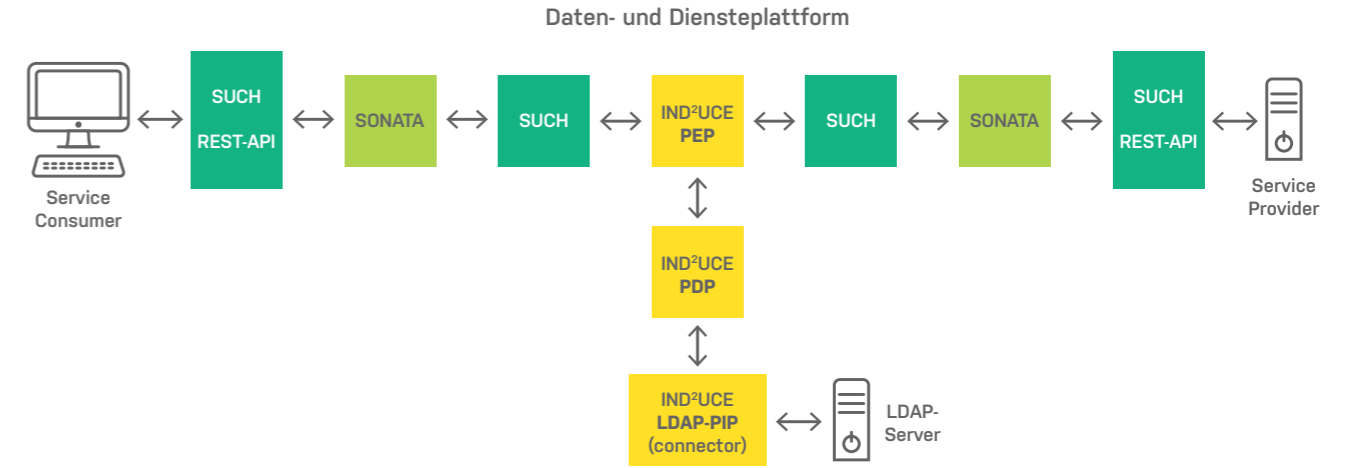 Daten- und Diensteplattform
SUCH
REST-API
SONATA
SUCH
IND²UCE
PEP
SUCH
SONATA
SUCH
REST-API
Service
Consumer
Service
Provider
IND²UCE
PDP
IND²UCE
LDAP-PIP
(connector)
LDAP-
Server